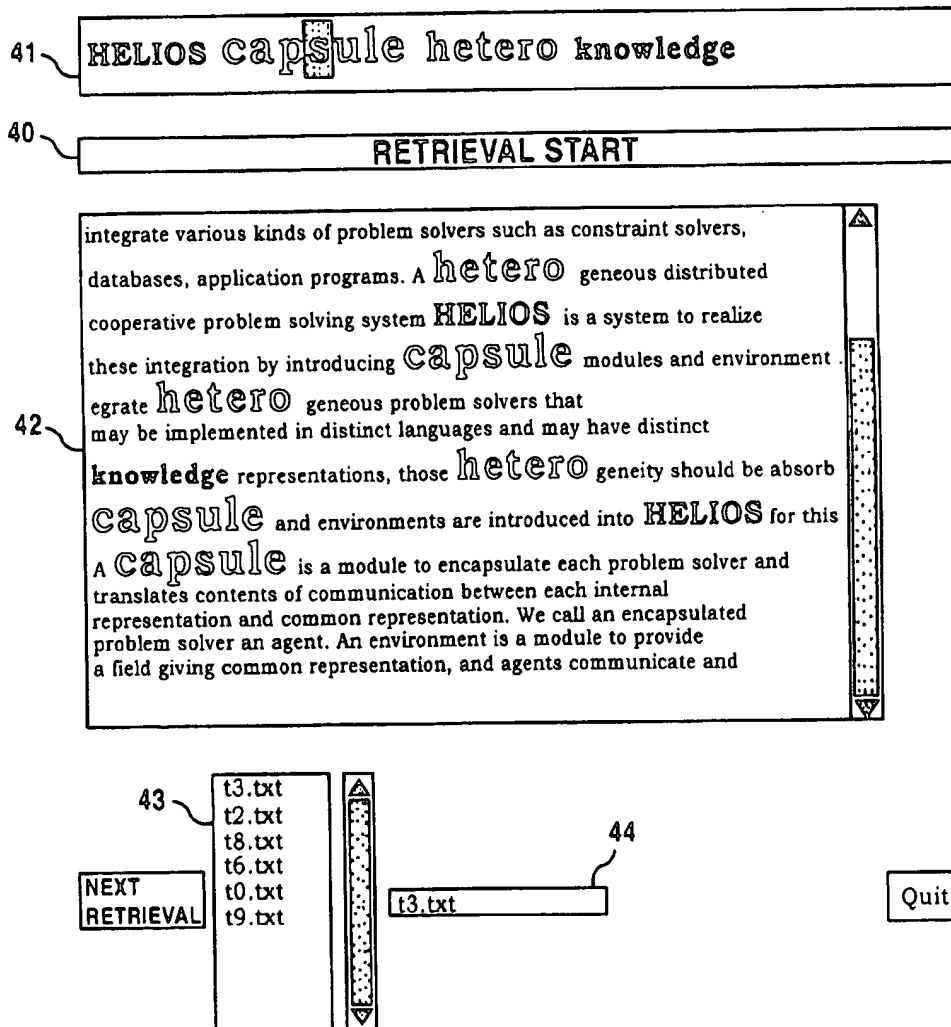 41
HELIOS capsule hetero knowledge
40
RETRIEVAL START
integrate various kinds of problem solvers such as constraint solvers,
databases, application programs. A hetero geneous distributed
cooperative problem solving system HELIOS is a system to realize
these integration by introducing capsule modules and environment .
egrate hetero geneous problem solvers that
42
may be implemented in distinct languages and may have distinct
knowledge representations, those hetero geneity should be absorb
capsule and environments are introduced into HELIOS for this
A capsule is a module to encapsulate each problem solver and
translates contents of communication between each internal
representation and common representation. We call an encapsulated
problem solver an agent. An environment is a module to provide
a field giving common representation, and agents communicate and
43
t3.txt
t2.txt
t8.txt
t6.txt
t0.txt
t9.txt
NEXT
RETRIEVAL
44
t3.txt
Quit